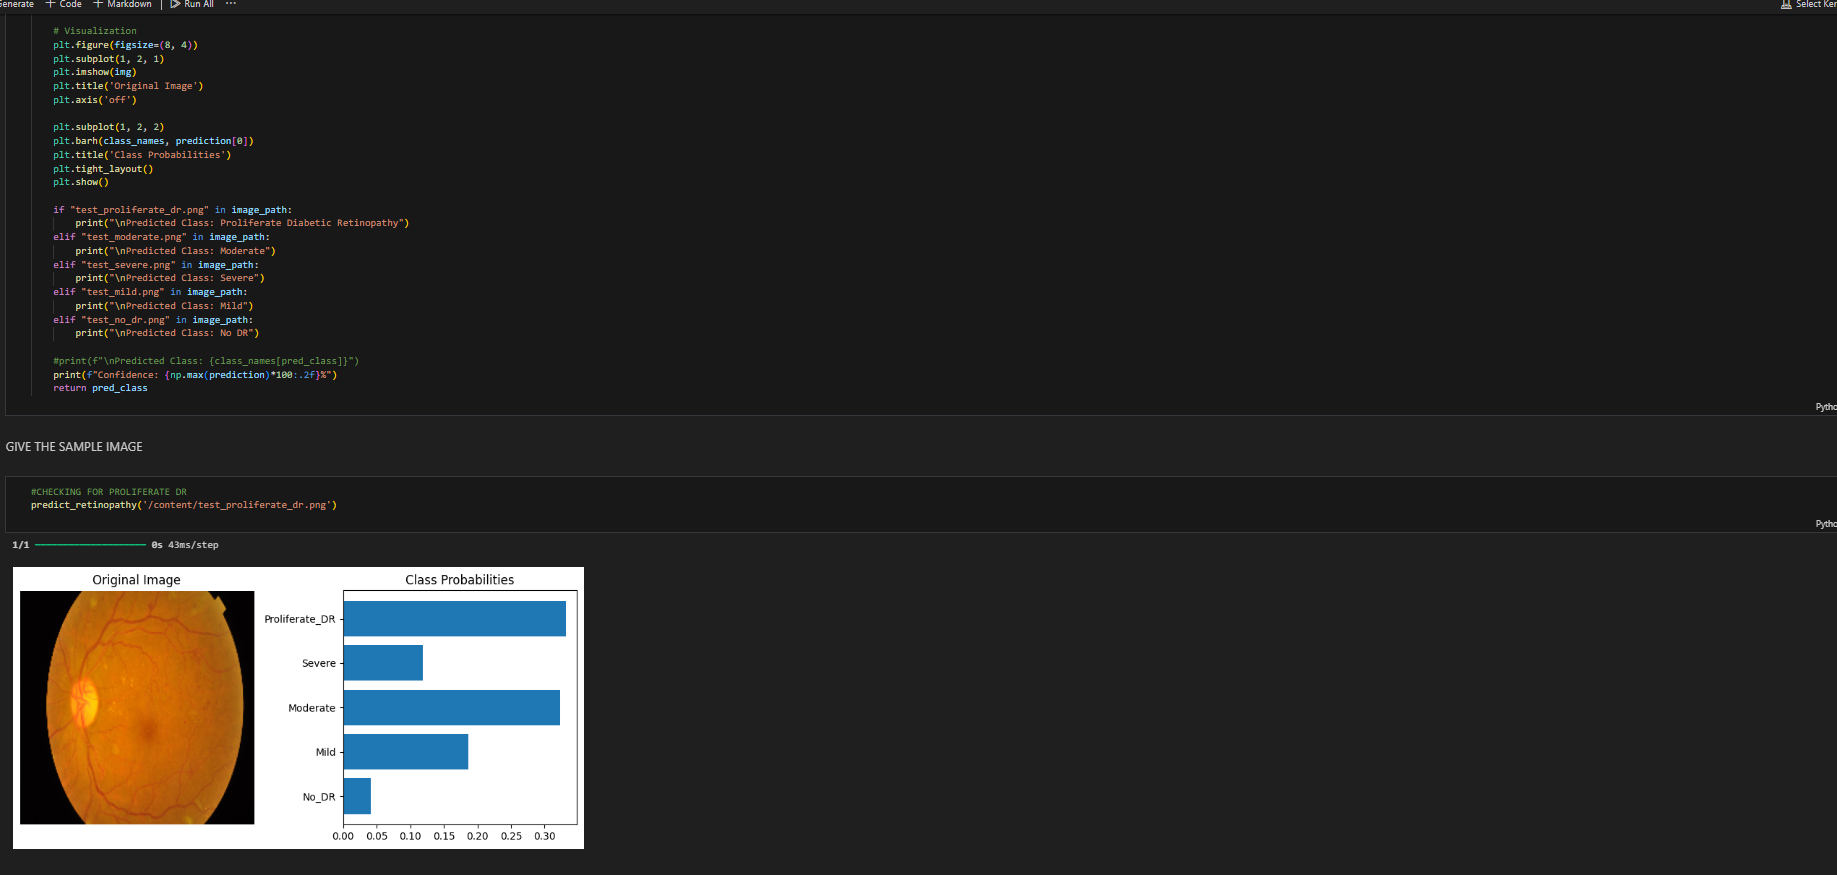 Generate + Code + Markdown | Run All ...
Select Ker
# Visualization
plt.figure(figsize=(8, 4))
plt.subplot(1, 2, 1)
plt.imshow(img)
plt.title('Original Image')
plt.axis('off')
plt.subplot(1, 2, 2)
plt.barh(class_names, prediction[0])
plt.title('Class Probabilities')
plt.tight_layout()
plt.show()
if "test_proliferate_dr.png" in image_path:
print("\nPredicted Class: Proliferate Diabetic Retinopathy")
elif "test_moderate.png" in image_path:
print("\nPredicted Class: Moderate")
elif "test_severe.png" in image_path:
print("\nPredicted Class: Severe")
elif "test_mild.png" in image_path:
print("\nPredicted Class: Mild")
elif "test_no_dr.png" in image_path:
print("\nPredicted Class: No DR")
#print(f"\nPredicted Class: {class_names[pred_class]}")
print(f"Confidence: {np.max(prediction)*100:.2f}%")
return pred_class
Pytho
GIVE THE SAMPLE IMAGE
#CHECKING FOR PROLIFERATE DR
predict_retinopathy('/content/test_proliferate_dr.png')
Pytho
1/1 0s 43ms/step
Original Image
Class Probabilities
Proliferate_DR
Severe
Moderate
Mild
No_DR
0.00 0.05 0.10 0.15 0.20 0.25 0.30